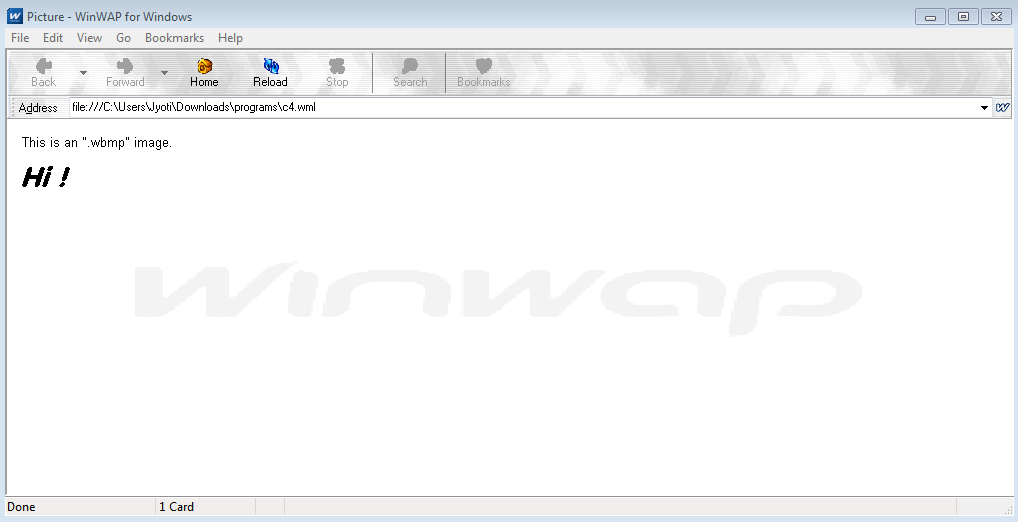 Picture - WinWAP for Windows
File Edit View Go Bookmarks Help
Back Forward Home Reload Stop Search Bookmarks
Address file:///C:\Users\Jyoti\Downloads\programs\c4.wml
This is an ".wbmp" image.
Hi !
winwap
Done 1 Card